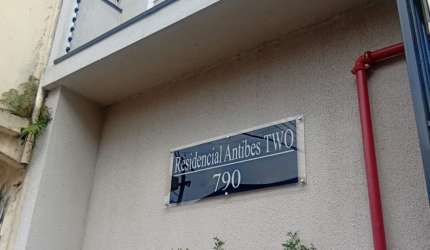 Residencial Antibes TWO
790